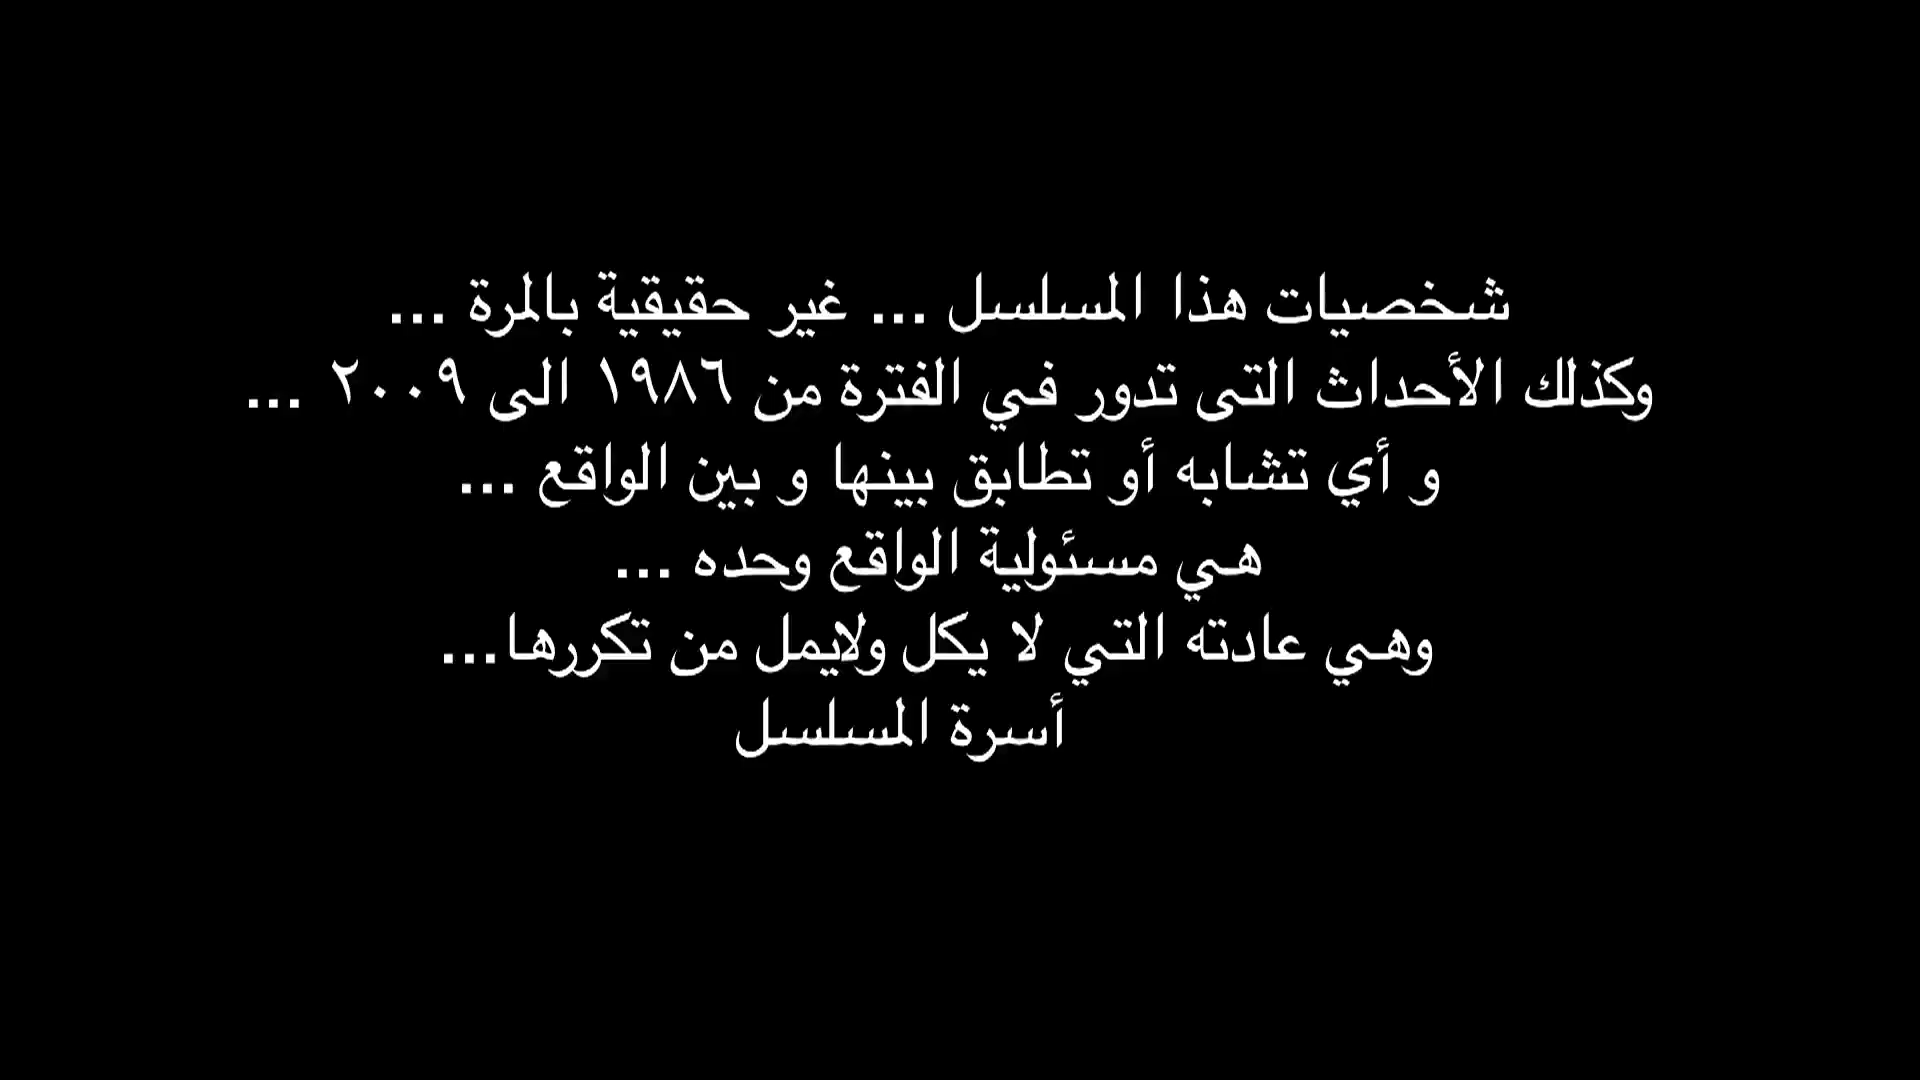 شخصيات هذا المسلسل ... غير حقيقية بالمرة ...
وكذلك الأحداث التى تدور في الفترة من ١٩٨٦ الى ٢٠٠٩ ...
و أي تشابه أو تطابق بينها و بين الواقع ...
هي مسئولية الواقع وحده ...
وهي عادته التي لا يكل ولايمل من تكررها...
أسرة المسلسل